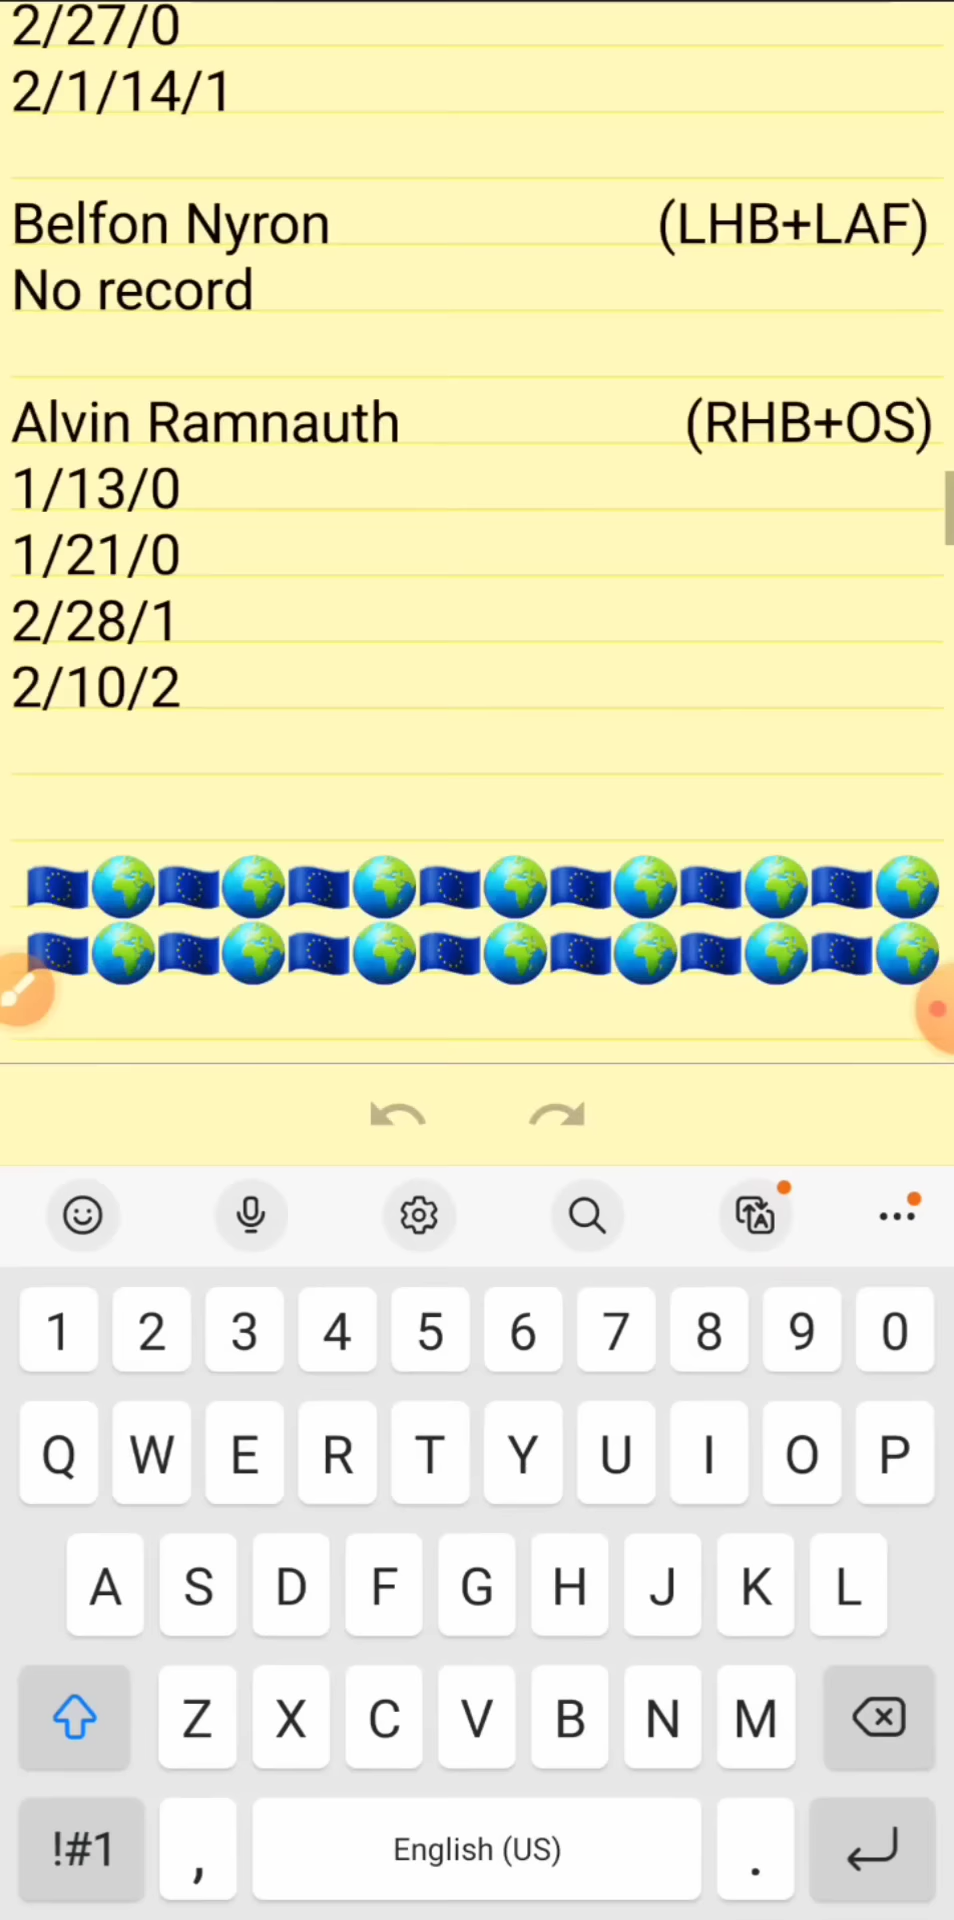 2/27/0
2/1/14/1
Belfon Nyron (LHB+LAF)
No record
Alvin Ramnauth (RHB+OS)
1/13/0
1/21/0
2/28/1
2/10/2
🇪🇺🌍🇪🇺🌍🇪🇺🌍🇪🇺🌍🇪🇺🌍🇪🇺🌍🇪🇺🌍
🇪🇺🌍🇪🇺🌍🇪🇺🌍🇪🇺🌍🇪🇺🌍🇪🇺🌍🇪🇺🌍
1 2 3 4 5 6 7 8 9 0
Q W E R T Y U I O P
A S D F G H J K L
Z X C V B N M
!#1 , English (US) .